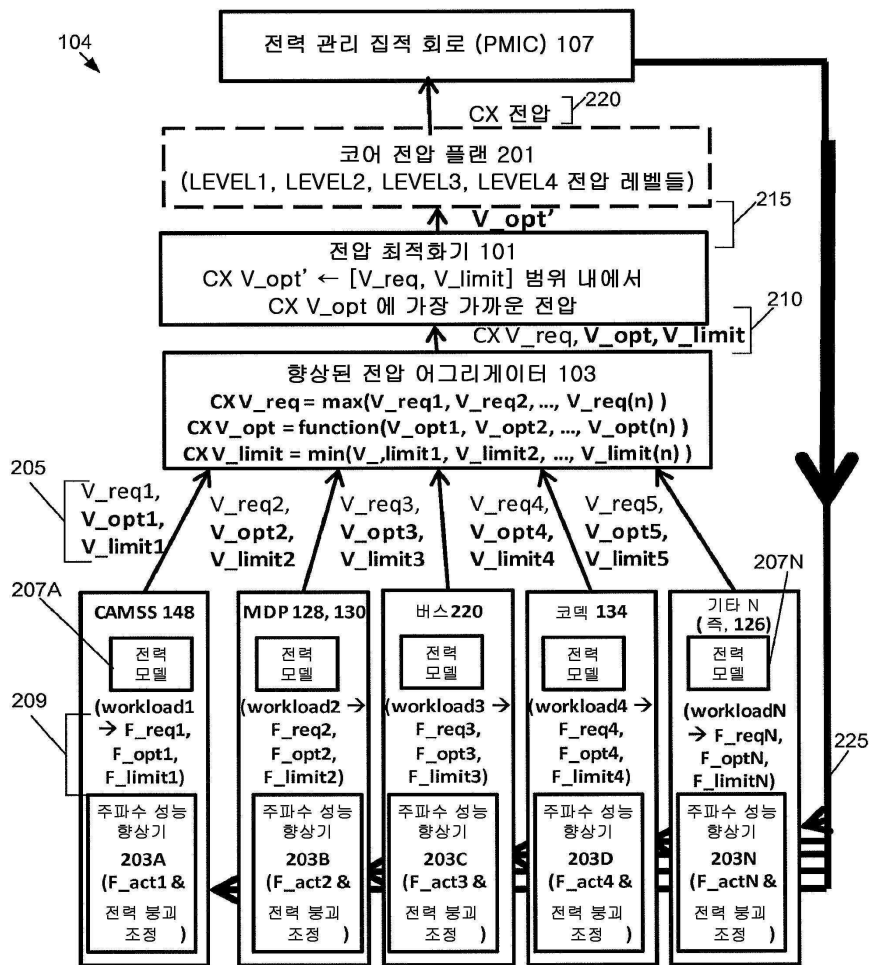 104
전력 관리 집적 회로 (PMIC) 107
CX 전압
220
코어 전압 플랜 201
(LEVEL1, LEVEL2, LEVEL3, LEVEL4 전압 레벨들)
V_opt’
215
전압 최적화기 101
CX V_opt’ ← [V_req, V_limit] 범위 내에서
CX V_opt 에 가장 가까운 전압
CX V_req, V_opt, V_limit
210
향상된 전압 어그리게이터 103
CX V_req = max(V_req1, V_req2, ..., V_req(n) )
CX V_opt = function(V_opt1, V_opt2, ..., V_opt(n) )
CX V_limit = min(V_,limit1, V_limit2, ..., V_limit(n) )
205
V_req1,
V_opt1,
V_limit1
V_req2,
V_opt2,
V_limit2
V_req3,
V_opt3,
V_limit3
V_req4,
V_opt4,
V_limit4
V_req5,
V_opt5,
V_limit5
207A
207N
209
225
CAMSS 148
전력
모델
(workload1
→ F_req1,
F_opt1,
F_limit1)
주파수 성능
향상기
203A
(F_act1 &
전력 붕괴
조정 )
MDP 128, 130
전력
모델
(workload2 →
F_req2,
F_opt2,
F_limit2)
주파수 성능
향상기
203B
(F_act2 &
전력 붕괴
조정 )
버스 220
전력
모델
(workload3 →
F_req3,
F_opt3,
F_limit3)
주파수 성능
향상기
203C
(F_act3 &
전력 붕괴
조정 )
코덱 134
전력
모델
(workload4 →
F_req4,
F_opt4,
F_limit4)
주파수 성능
향상기
203D
(F_act4 &
전력 붕괴
조정 )
기타 N
(즉, 126)
전력
모델
(workloadN
→ F_reqN,
F_optN,
F_limitN)
주파수 성능
향상기
203N
(F_actN &
전력 붕괴
조정 )